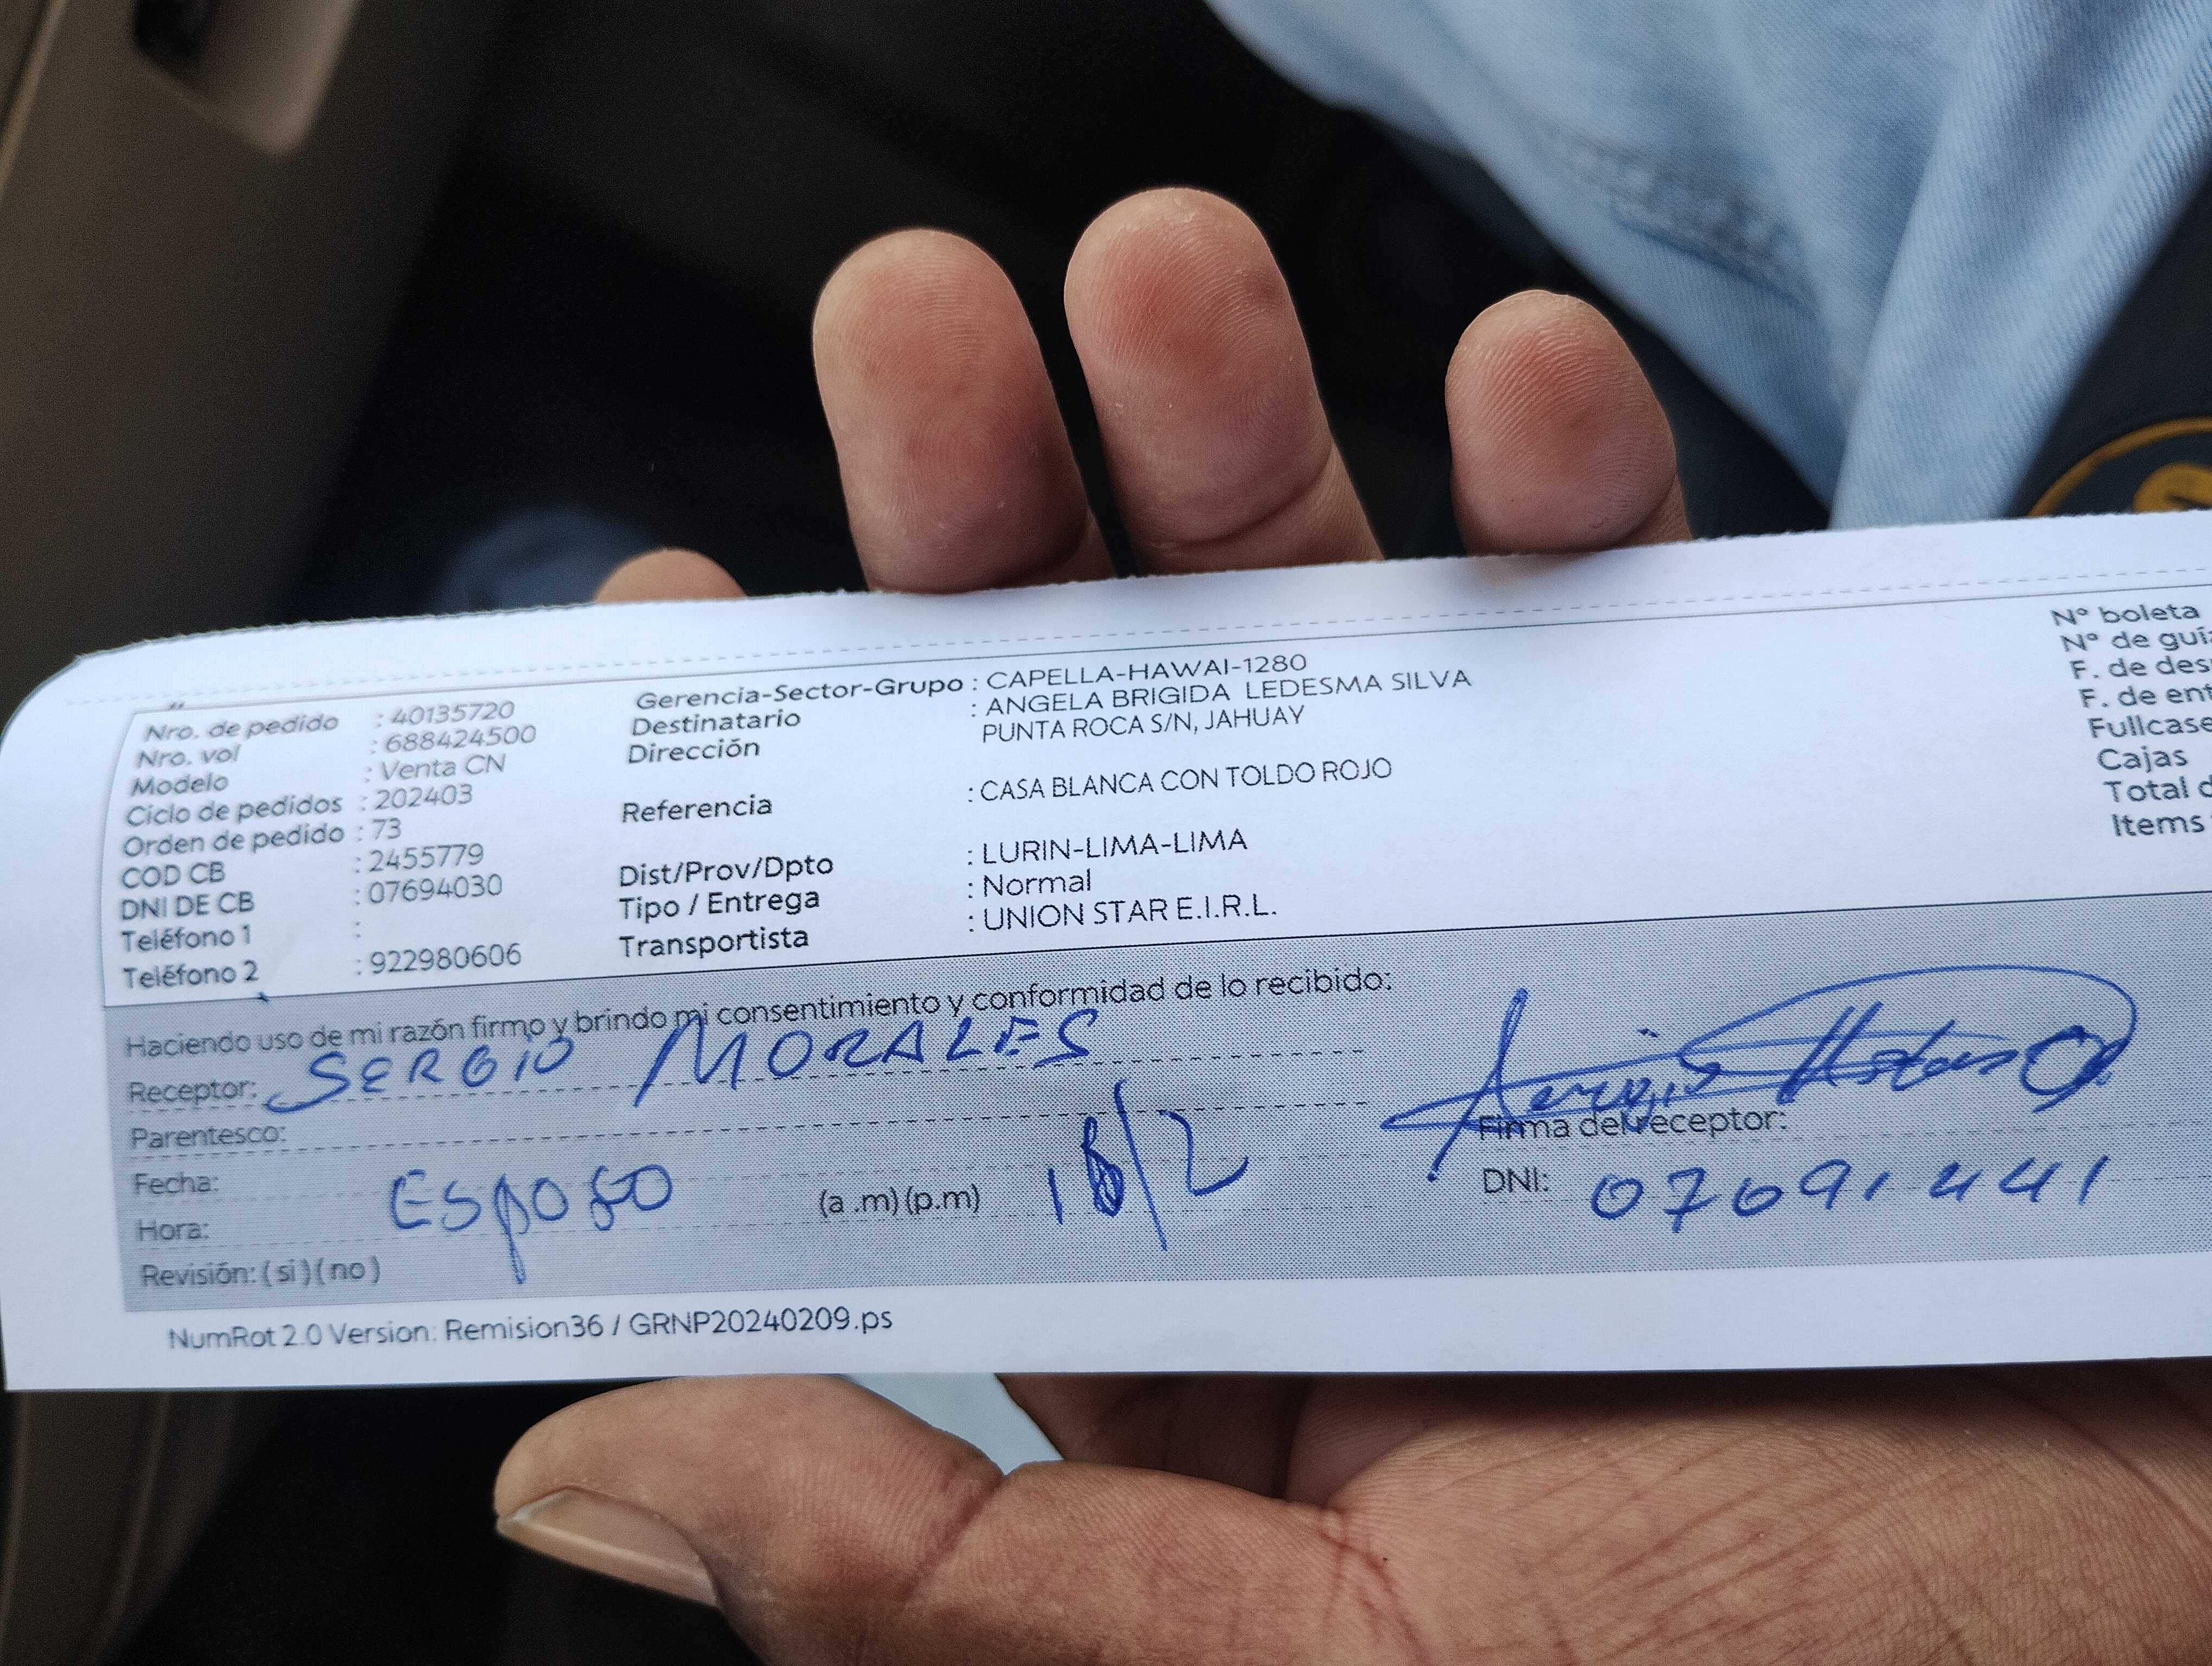 Nro. de pedido : 40135720
Nro. vol : 688424500
Modelo : Venta CN
Ciclo de pedidos : 202403
Orden de pedido : 73
COD CB : 2455779
DNI DE CB : 07694030
Teléfono 1 :
Teléfono 2 : 922980606
Gerencia-Sector-Grupo : CAPELLA-HAWAI-1280
Destinatario : ANGELA BRIGIDA LEDESMA SILVA
Dirección PUNTA ROCA S/N, JAHUAY
Referencia : CASA BLANCA CON TOLDO ROJO
Dist/Prov/Dpto : LURIN-LIMA-LIMA
Tipo / Entrega : Normal
Transportista : UNION STAR E.I.R.L.
N° boleta
N° de guía
F. de des
F. de ent
Fullcase
Cajas
Total d
Items
Haciendo uso de mi razón firmo y brindo mi consentimiento y conformidad de lo recibido:
Receptor: SERGIO MORALES
Parentesco:
Fecha: Esposo
Hora: (a .m) (p.m)
Revisión: ( si ) ( no )
Firma del receptor:
DNI: 07691441
NumRot 2.0 Version: Remision36 / GRNP20240209.ps